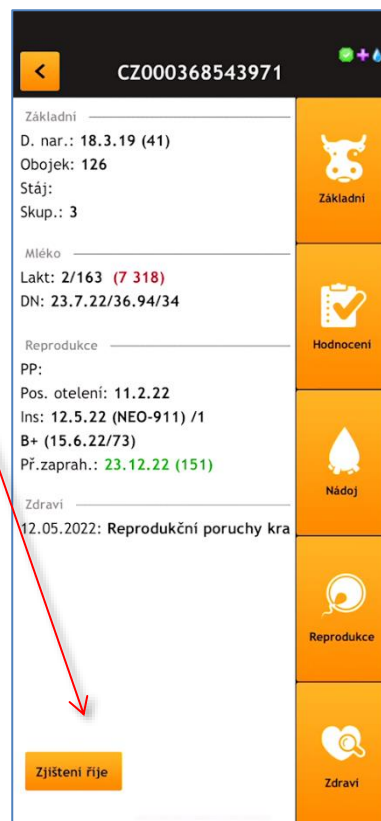 CZ000368543971
Základní
D. nar.: 18.3.19 (41)
Obojek: 126
Stáj:
Skup.: 3
Mléko
Lakt: 2/163 (7 318)
DN: 23.7.22/36.94/34
Reprodukce
PP:
Pos. otelení: 11.2.22
Ins: 12.5.22 (NEO-911) /1
B+ (15.6.22/73)
Př.zaprah.: 23.12.22 (151)
Zdraví
12.05.2022: Reprodukční poruchy kra
Zjištění říje
Základní
Hodnocení
Nádoj
Reprodukce
Zdraví